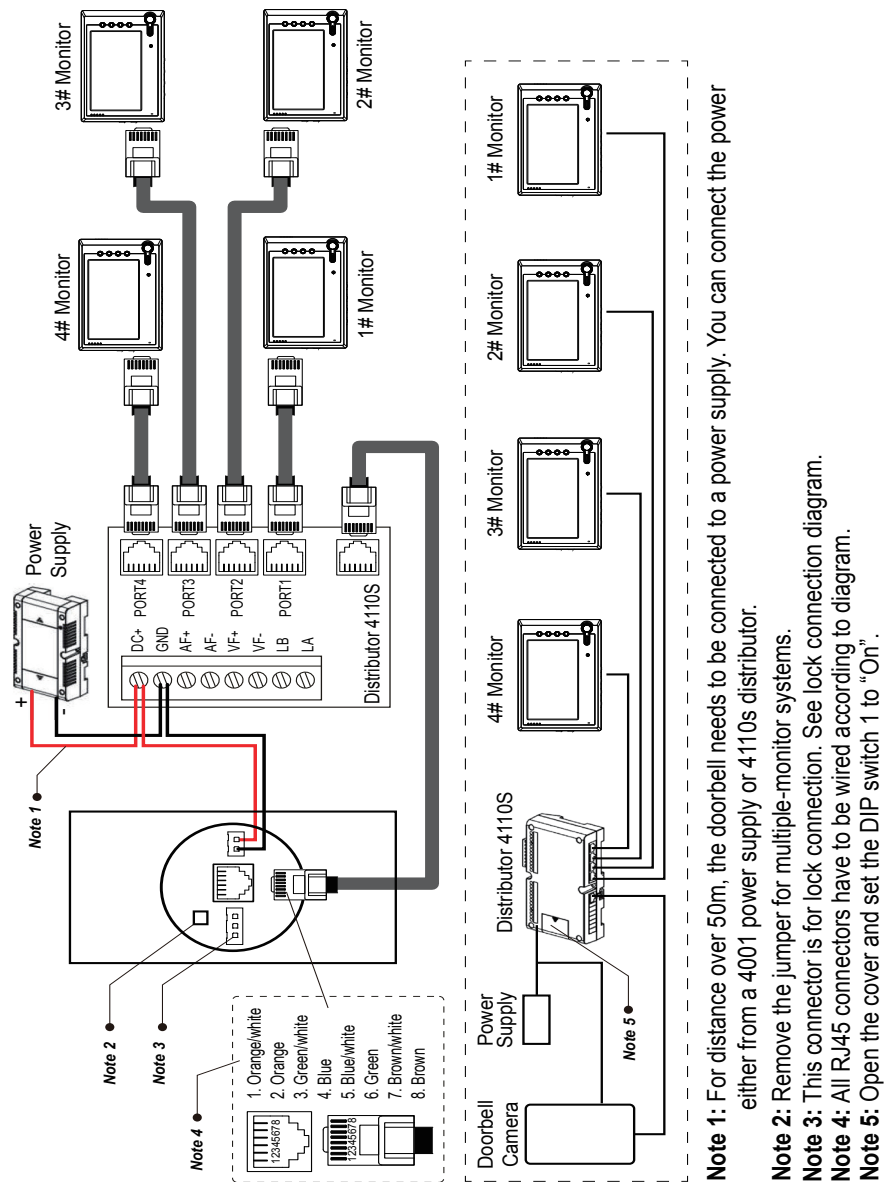 3# Monitor
2# Monitor
4# Monitor
1# Monitor
Power
Supply
+
-
Note 1
PORT4
PORT3
PORT2
PORT1
DC+
GND
AF+
AF-
VF+
VF-
LB
LA
Distributor 4110S
Note 2
Note 3
Note 4
12345678
12345678
1. Orange/white
2. Orange
3. Green/white
4. Blue
5. Blue/white
6. Green
7. Brown/white
8. Brown
Doorbell
Camera
Power
Supply
Distributor 4110S
Note 5
4# Monitor
3# Monitor
2# Monitor
1# Monitor
Note 1: For distance over 50m, the doorbell needs to be connected to a power supply. You can connect the power
either from a 4001 power supply or 4110s distributor.
Note 2: Remove the jumper for multiple-monitor systems.
Note 3: This connector is for lock connection. See lock connection diagram.
Note 4: All RJ45 connectors have to be wired according to diagram.
Note 5: Open the cover and set the DIP switch 1 to “On”.